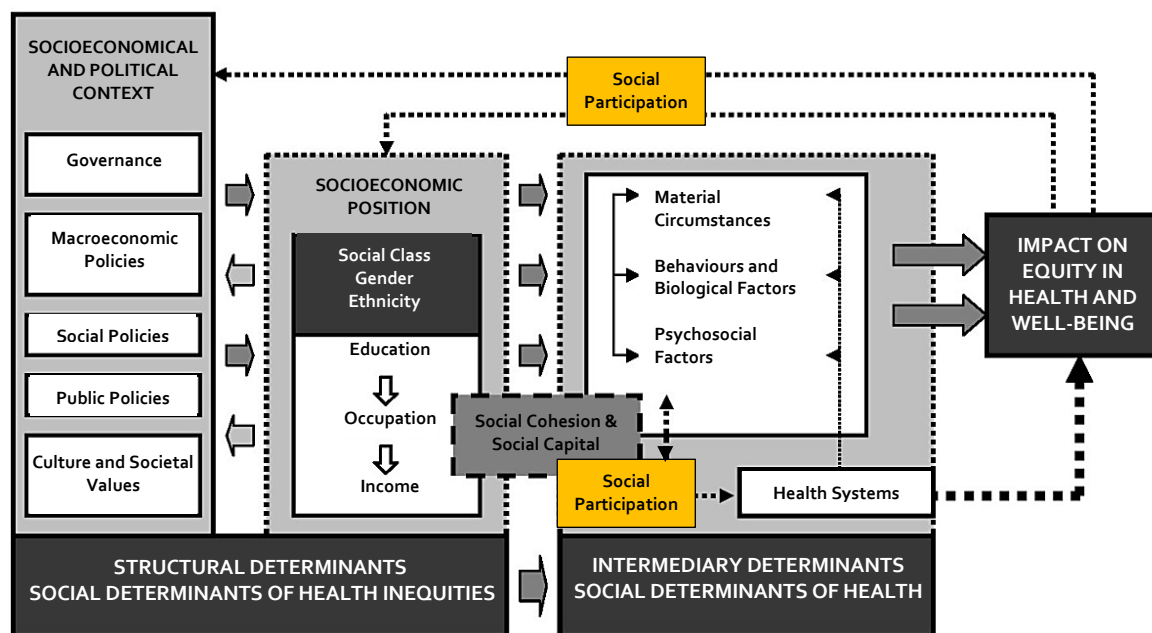 SOCIOECONOMICAL
AND POLITICAL
CONTEXT
Governance
Macroeconomic
Policies
Social Policies
Public Policies
Culture and Societal
Values
SOCIOECONOMIC
POSITION
Social Class
Gender
Ethnicity
Education
Occupation
Income
Social Cohesion &
Social Capital
Social
Participation
Material
Circumstances
Behaviours and
Biological Factors
Psychosocial
Factors
Social
Participation
Health Systems
IMPACT ON
EQUITY IN
HEALTH AND
WELL-BEING
STRUCTURAL DETERMINANTS
SOCIAL DETERMINANTS OF HEALTH INEQUITIES
INTERMEDIARY DETERMINANTS
SOCIAL DETERMINANTS OF HEALTH